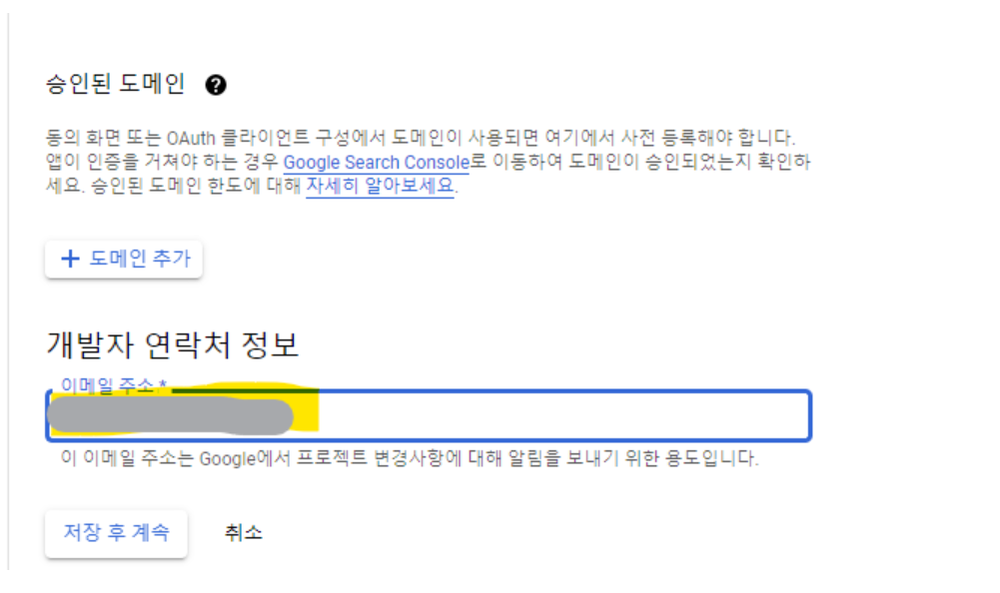 승인된 도메인 ?
동의 화면 또는 OAuth 클라이언트 구성에서 도메인이 사용되면 여기에서 사전 등록해야 합니다.
앱이 인증을 거쳐야 하는 경우 Google Search Console로 이동하여 도메인이 승인되었는지 확인하
세요. 승인된 도메인 한도에 대해 자세히 알아보세요.
+ 도메인 추가
개발자 연락처 정보
이메일 주소 *
이 이메일 주소는 Google에서 프로젝트 변경사항에 대해 알림을 보내기 위한 용도입니다.
저장 후 계속 취소